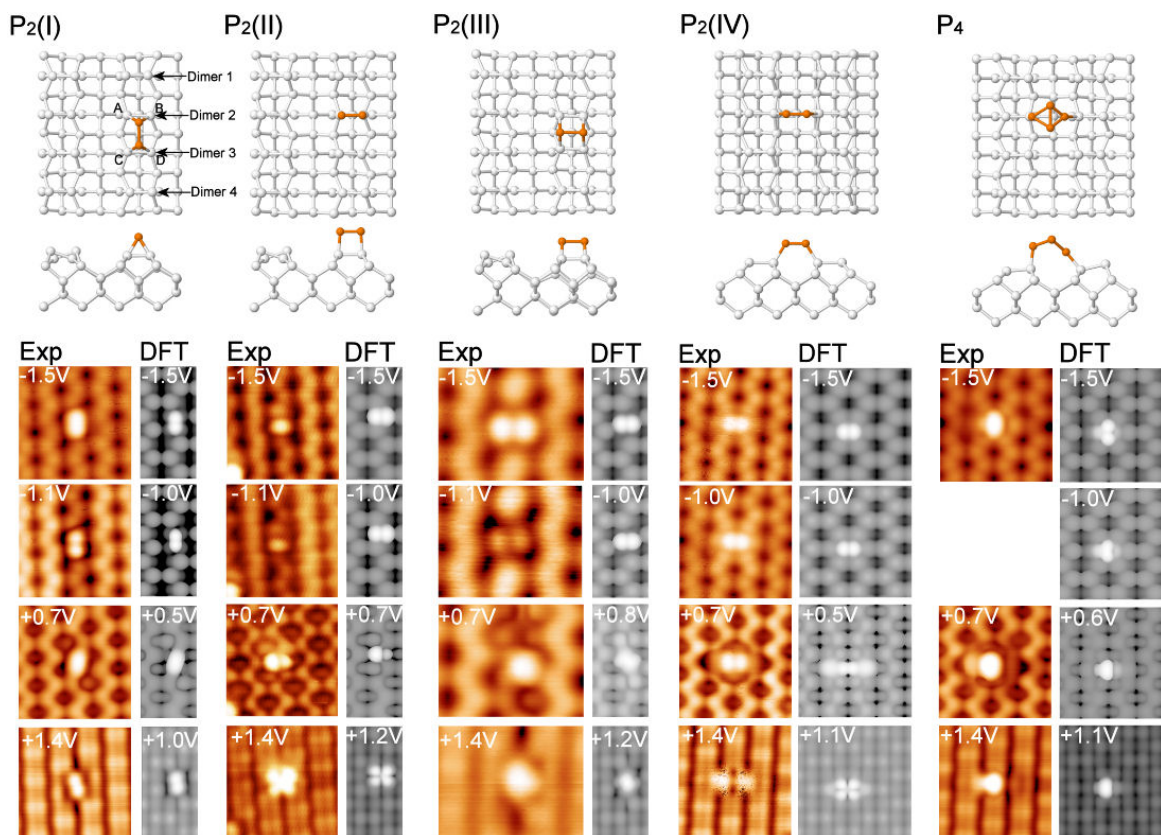 P2(I) P2(II) P2(III) P2(IV) P4
Dimer 1
A B Dimer 2
C D Dimer 3
Dimer 4
Exp DFT Exp DFT Exp DFT Exp DFT Exp DFT
-1.5V -1.5V -1.5V -1.5V -1.5V -1.5V -1.5V -1.5V -1.5V -1.5V
-1.1V -1.0V -1.1V -1.0V -1.1V -1.0V -1.0V -1.0V -1.0V
+0.7V +0.5V +0.7V +0.7V +0.7V +0.8V +0.7V +0.5V +0.7V +0.6V
+1.4V +1.0V +1.4V +1.2V +1.4V +1.2V +1.4V +1.1V +1.4V +1.1V